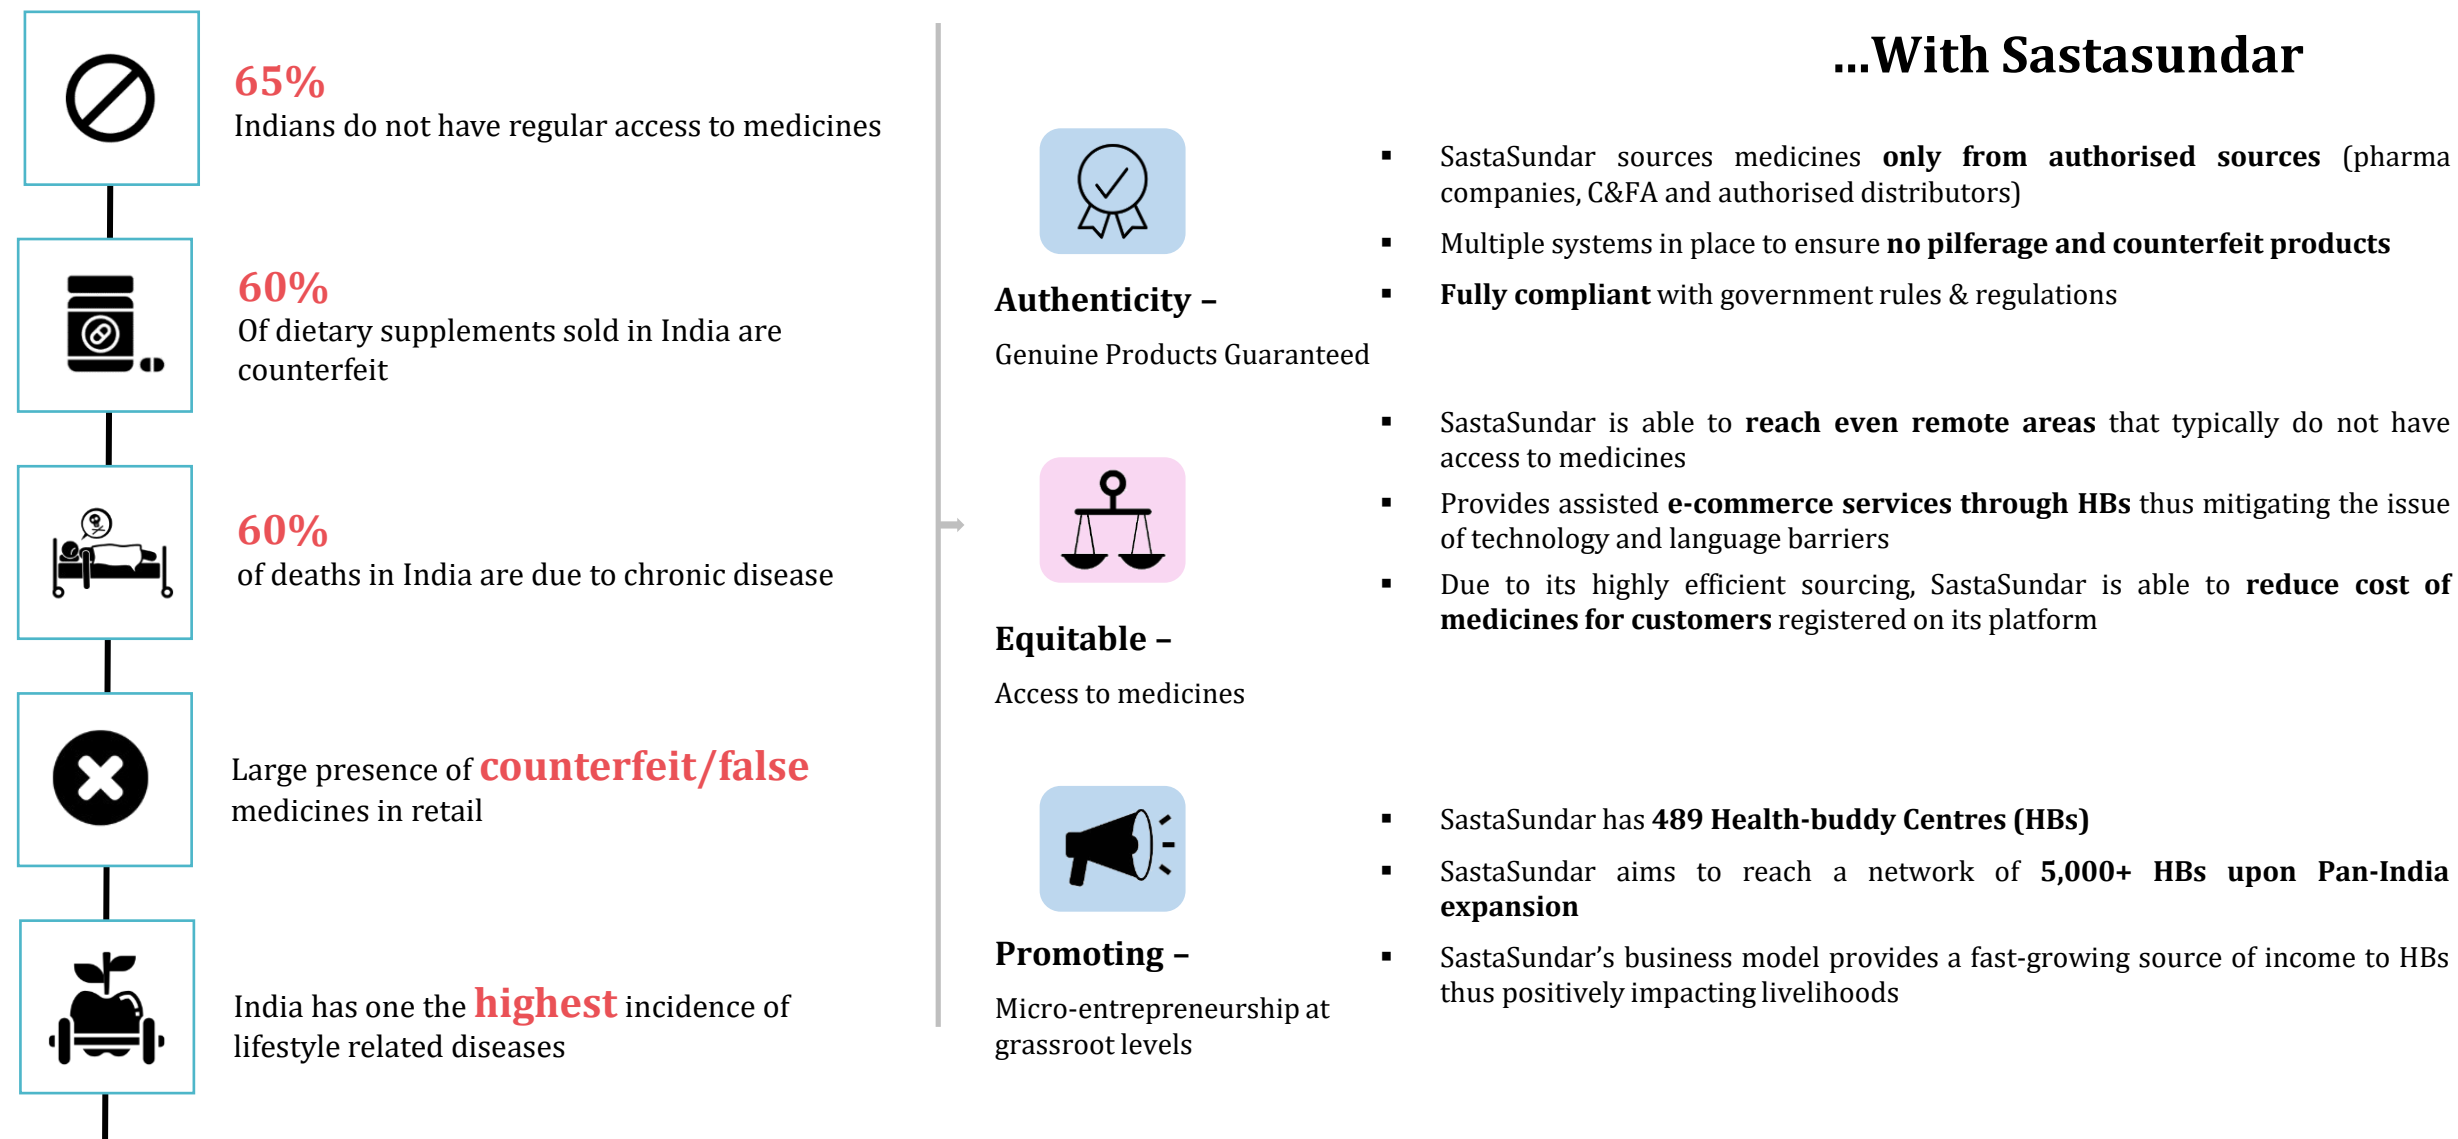 65%
Indians do not have regular access to medicines
60%
Of dietary supplements sold in India are
counterfeit
60%
of deaths in India are due to chronic disease
Large presence of counterfeit/false
medicines in retail
India has one the highest incidence of
lifestyle related diseases
...With Sastasundar
Authenticity –
Genuine Products Guaranteed
▪ SastaSundar sources medicines only from authorised sources (pharma
companies, C&FA and authorised distributors)
▪ Multiple systems in place to ensure no pilferage and counterfeit products
▪ Fully compliant with government rules & regulations
Equitable –
Access to medicines
▪ SastaSundar is able to reach even remote areas that typically do not have
access to medicines
▪ Provides assisted e-commerce services through HBs thus mitigating the issue
of technology and language barriers
▪ Due to its highly efficient sourcing, SastaSundar is able to reduce cost of
medicines for customers registered on its platform
Promoting –
Micro-entrepreneurship at
grassroot levels
▪ SastaSundar has 489 Health-buddy Centres (HBs)
▪ SastaSundar aims to reach a network of 5,000+ HBs upon Pan-India
expansion
▪ SastaSundar’s business model provides a fast-growing source of income to HBs
thus positively impacting livelihoods